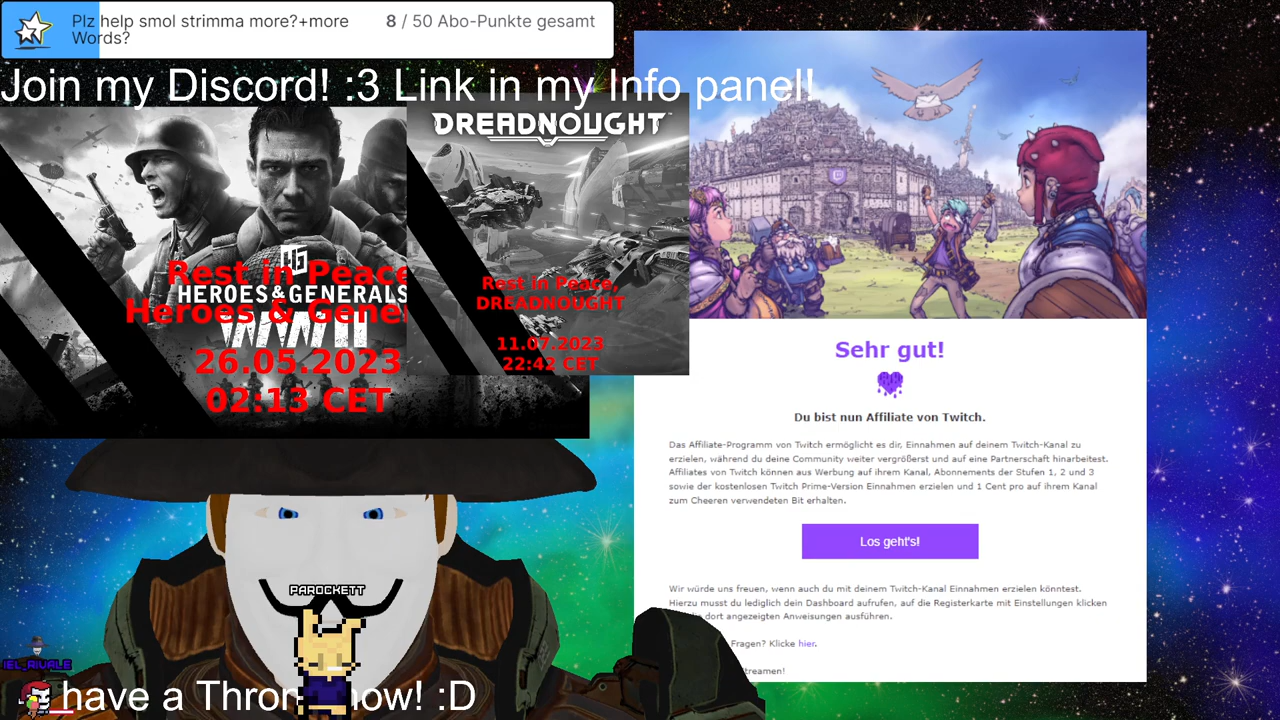 Plz help smol strimma more?+more
Words?
8 / 50 Abo-Punkte gesamt
Join my Discord! :3 Link in my Info panel!
DREADNOUGHT
Rest in Peace,
DREADNOUGHT
11.07.2023
22:42 CET
Rest in Peace
HEROES & GENERALS
Heroes & Gene
WWII
26.05.2023
02:13 CET
Sehr gut!
Du bist nun Affiliate von Twitch.
Das Affiliate-Programm von Twitch ermöglicht es dir, Einnahmen auf deinem Twitch-Kanal zu
erzielen, während du deine Community weiter vergrößerst und auf eine Partnerschaft hinarbeitest.
Affiliates von Twitch können aus Werbung auf ihrem Kanal, Abonnements der Stufen 1, 2 und 3
sowie der kostenlosen Twitch Prime-Version Einnahmen erzielen und 1 Cent pro auf ihrem Kanal
zum Cheeren verwendeten Bit erhalten.
Los geht's!
Wir würde uns freuen, wenn auch du mit deinem Twitch-Kanal Einnahmen erzielen könntest.
Hierzu musst du lediglich dein Dashboard aufrufen, auf die Registerkarte mit Einstellungen klicken
dort angezeigten Anweisungen ausführen.
Fragen? Klicke hier.
treamen!
PAROCKETT
IEL_RIVALE
have a Thron now! :D